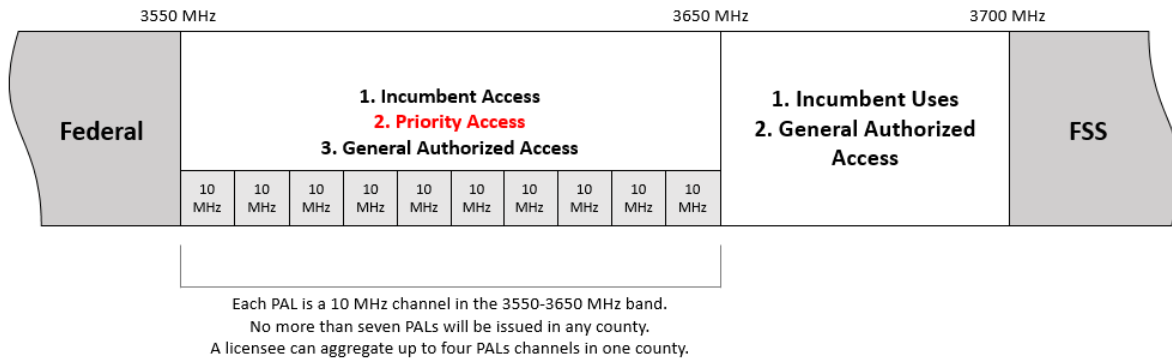 3550 MHz
3650 MHz
3700 MHz
Federal
1. Incumbent Access
2. Priority Access
3. General Authorized Access
1. Incumbent Uses
2. General Authorized
Access
FSS
10
MHz
10
MHz
10
MHz
10
MHz
10
MHz
10
MHz
10
MHz
10
MHz
10
MHz
10
MHz
Each PAL is a 10 MHz channel in the 3550-3650 MHz band.
No more than seven PALs will be issued in any county.
A licensee can aggregate up to four PALs channels in one county.